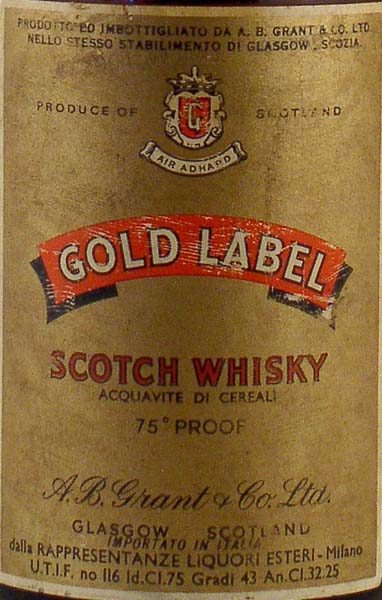 PRODOTTO ED IMBOTTIGLIATO DA A. B. GRANT & CO. LTD.
NELLO STESSO STABILIMENTO DI GLASGOW, SCOZIA.
PRODUCE OF SCOTLAND
G
AIR ADHARD
GOLD LABEL
SCOTCH WHISKY
ACQUAVITE DI CEREALI
75° PROOF
A.B. Grant & Co. Ltd.
GLASGOW SCOTLAND
IMPORTATO IN ITALIA
dalla RAPPRESENTANZE LIQUORI ESTERI - Milano
U.T.I.F. no 116 Id.Cl.75 Gradi 43 An.Cl.32.25